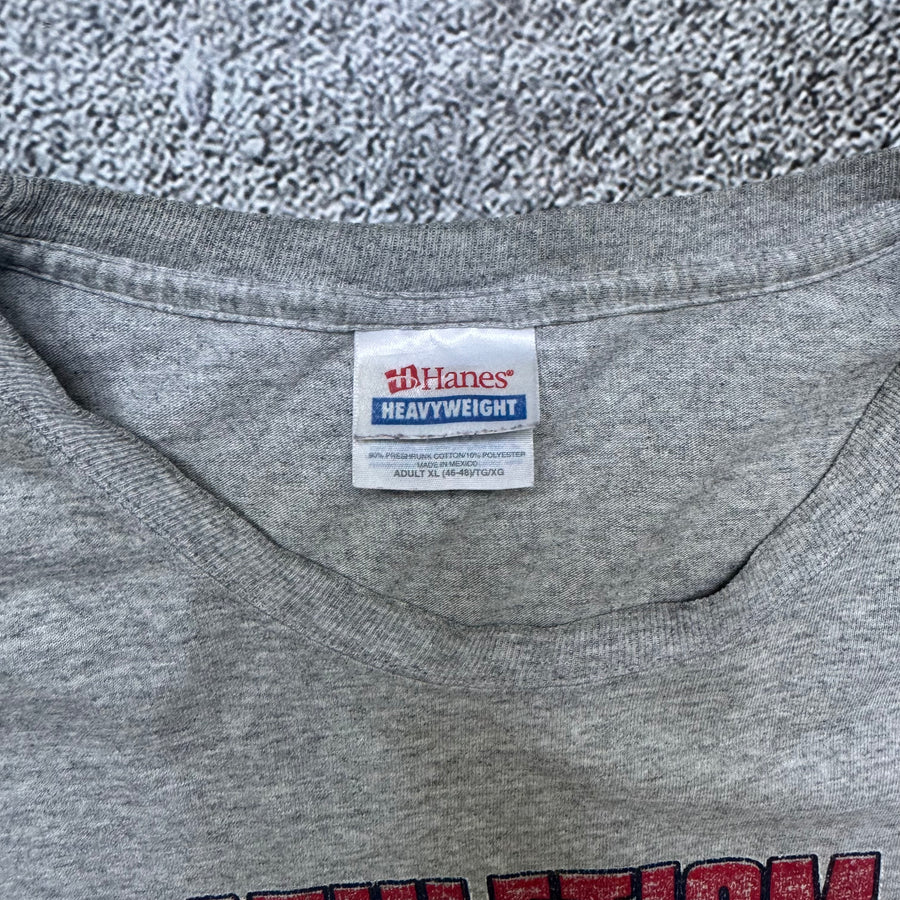 Hanes®
HEAVYWEIGHT
90% PRESHRUNK COTTON/10% POLYESTER
MADE IN MEXICO
ADULT XL (46-48)/TG/XG